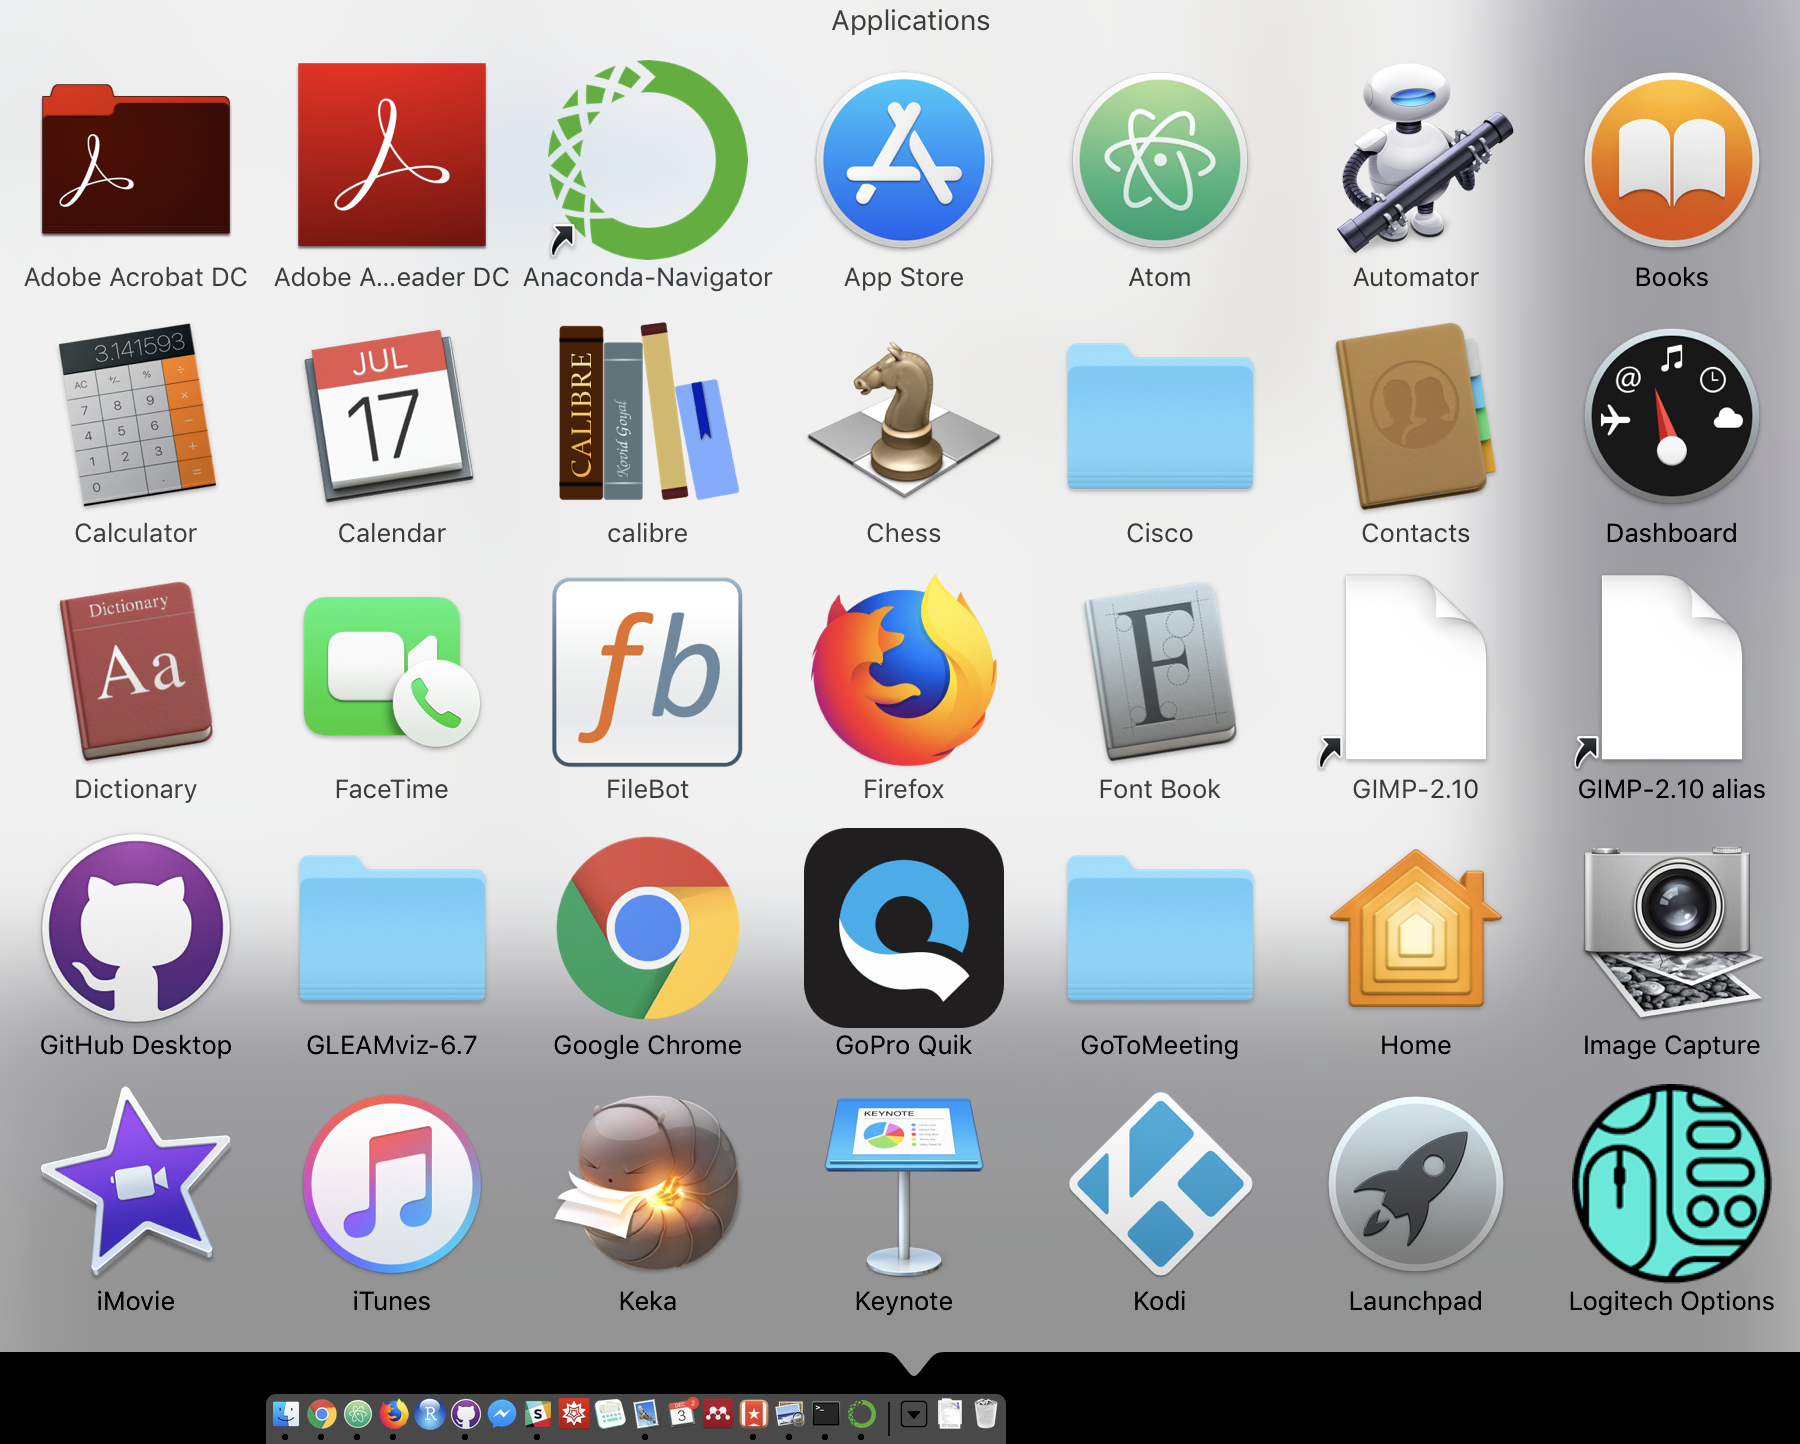 Applications
Adobe Acrobat DC
Adobe A...eader DC
Anaconda-Navigator
App Store
Atom
Automator
Books
3.141593
AC +/- % ÷
7 8 9 ×
4 5 6 −
1 2 3 +
0 . =
JUL
17
CALIBRE
Kovid Goyal
@
Calculator
Calendar
calibre
Chess
Cisco
Contacts
Dashboard
Dictionary
Aa
fb
F
Dictionary
FaceTime
FileBot
Firefox
Font Book
GIMP-2.10
GIMP-2.10 alias
GitHub Desktop
GLEAMviz-6.7
Google Chrome
GoPro Quik
GoToMeeting
Home
Image Capture
KEYNOTE
iMovie
iTunes
Keka
Keynote
Kodi
Launchpad
Logitech Options
R
S
DEC
3
2
>_